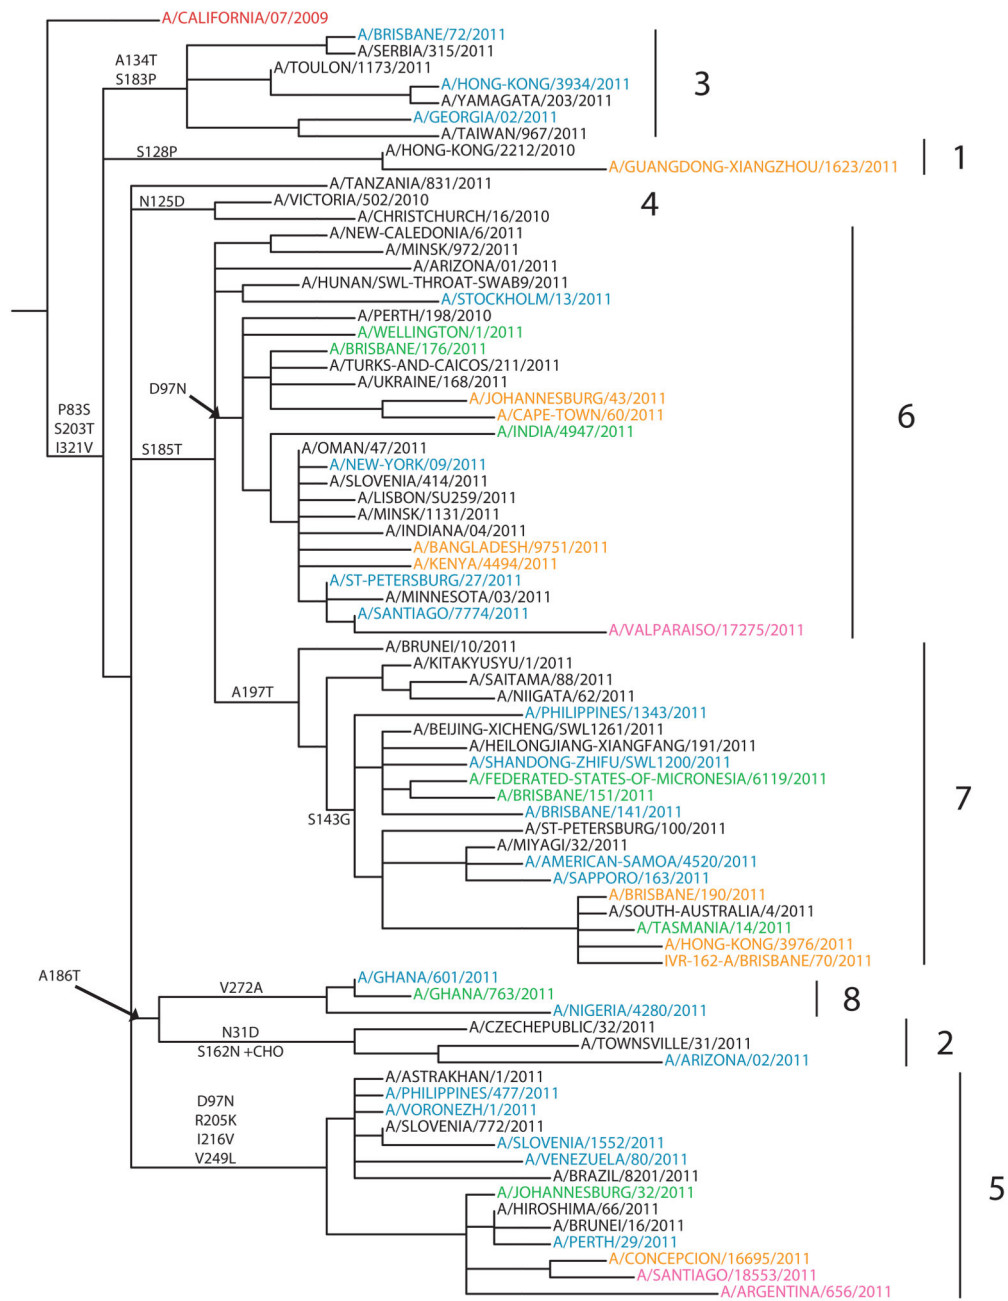 A/CALIFORNIA/07/2009
A/BRISBANE/72/2011
A/SERBIA/315/2011
A134T
A/TOULON/1173/2011
S183P
A/HONG-KONG/3934/2011
3
A/YAMAGATA/203/2011
A/GEORGIA/02/2011
A/TAIWAN/967/2011
S128P
A/HONG-KONG/2212/2010
1
A/GUANGDONG-XIANGZHOU/1623/2011
A/TANZANIA/831/2011
N125D
A/VICTORIA/502/2010
4
A/CHRISTCHURCH/16/2010
A/NEW-CALEDONIA/6/2011
A/MINSK/972/2011
A/ARIZONA/01/2011
A/HUNAN/SWL-THROAT-SWAB9/2011
A/STOCKHOLM/13/2011
A/PERTH/198/2010
A/WELLINGTON/1/2011
A/BRISBANE/176/2011
A/TURKS-AND-CAICOS/211/2011
A/UKRAINE/168/2011
D97N
A/JOHANNESBURG/43/2011
P83S
A/CAPE-TOWN/60/2011
6
S203T
A/INDIA/4947/2011
I321V
S185T
A/OMAN/47/2011
A/NEW-YORK/09/2011
A/SLOVENIA/414/2011
A/LISBON/SU259/2011
A/MINSK/1131/2011
A/INDIANA/04/2011
A/BANGLADESH/9751/2011
A/KENYA/4494/2011
A/ST-PETERSBURG/27/2011
A/MINNESOTA/03/2011
A/SANTIAGO/7774/2011
A/VALPARAISO/17275/2011
A/BRUNEI/10/2011
A/KITAKYUSYU/1/2011
A/SAITAMA/88/2011
A197T
A/NIIGATA/62/2011
A/PHILIPPINES/1343/2011
A/BEIJING-XICHENG/SWL1261/2011
A/HEILONGJIANG-XIANGFANG/191/2011
A/SHANDONG-ZHIFU/SWL1200/2011
A/FEDERATED-STATES-OF-MICRONESIA/6119/2011
A/BRISBANE/151/2011
7
A/BRISBANE/141/2011
S143G
A/ST-PETERSBURG/100/2011
A/MIYAGI/32/2011
A/AMERICAN-SAMOA/4520/2011
A/SAPPORO/163/2011
A/BRISBANE/190/2011
A/SOUTH-AUSTRALIA/4/2011
A/TASMANIA/14/2011
A/HONG-KONG/3976/2011
IVR-162-A/BRISBANE/70/2011
A186T
A/GHANA/601/2011
V272A
A/GHANA/763/2011
8
A/NIGERIA/4280/2011
N31D
A/CZECHEPUBLIC/32/2011
S162N +CHO
A/TOWNSVILLE/31/2011
2
A/ARIZONA/02/2011
A/ASTRAKHAN/1/2011
D97N
A/PHILIPPINES/477/2011
R205K
A/VORONEZH/1/2011
I216V
A/SLOVENIA/772/2011
V249L
A/SLOVENIA/1552/2011
A/VENEZUELA/80/2011
A/BRAZIL/8201/2011
A/JOHANNESBURG/32/2011
5
A/HIROSHIMA/66/2011
A/BRUNEI/16/2011
A/PERTH/29/2011
A/CONCEPCION/16695/2011
A/SANTIAGO/18553/2011
A/ARGENTINA/656/2011